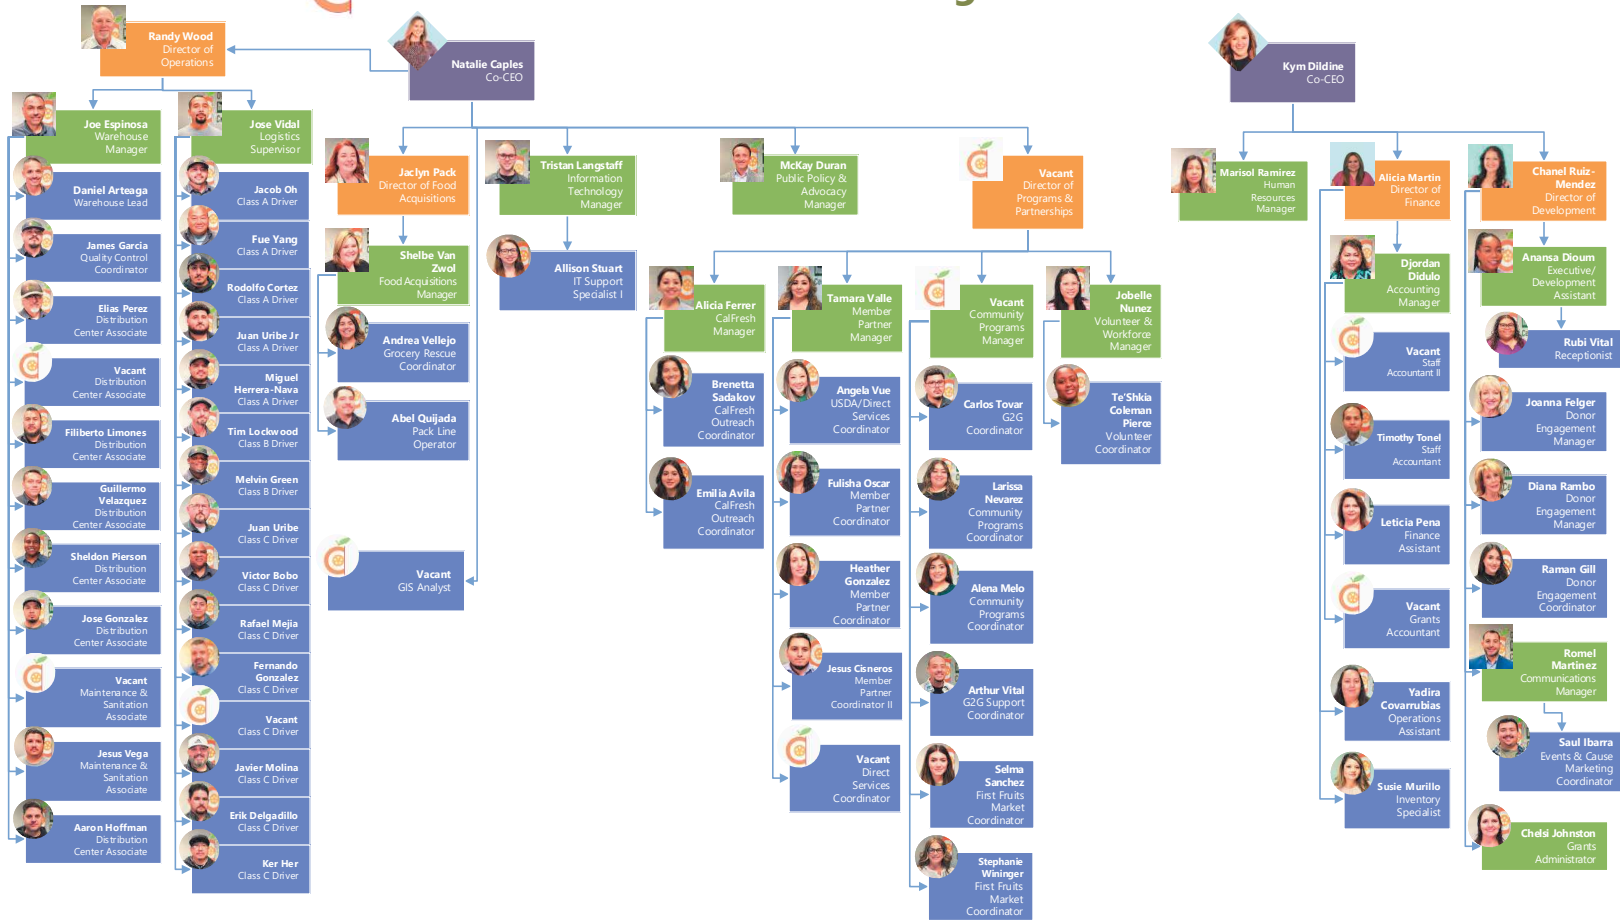 Randy Wood
Director of
Operations
Natalie Caples
Co-CEO
Kym Dildine
Co-CEO
Joe Espinosa
Warehouse
Manager
Daniel Arteaga
Warehouse Lead
James Garcia
Quality Control
Coordinator
Elias Perez
Distribution
Center Associate
Vacant
Distribution
Center Associate
Filiberto Limones
Distribution
Center Associate
Guillermo
Velazquez
Distribution
Center Associate
Sheldon Pierson
Distribution
Center Associate
Jose Gonzalez
Distribution
Center Associate
Vacant
Maintenance &
Sanitation
Associate
Jesus Vega
Maintenance &
Sanitation
Associate
Aaron Hoffman
Distribution
Center Associate
Jose Vidal
Logistics
Supervisor
Jacob Oh
Class A Driver
Fue Yang
Class A Driver
Rodolfo Cortez
Class A Driver
Juan Uribe Jr
Class A Driver
Miguel
Herrera-Nava
Class A Driver
Tim Lockwood
Class B Driver
Melvin Green
Class B Driver
Juan Uribe
Class C Driver
Victor Bobo
Class C Driver
Rafael Mejia
Class C Driver
Fernando
Gonzalez
Class C Driver
Vacant
Class C Driver
Javier Molina
Class C Driver
Erik Delgadillo
Class C Driver
Ker Her
Class C Driver
Jaclyn Pack
Director of Food
Acquisitions
Shelbe Van
Zwol
Food Acquisitions
Manager
Andrea Vellejo
Grocery Rescue
Coordinator
Abel Quijada
Pack Line
Operator
Vacant
GIS Analyst
Tristan Langstaff
Information
Technology
Manager
Allison Stuart
IT Support
Specialist I
McKay Duran
Public Policy &
Advocacy
Manager
Vacant
Director of
Programs &
Partnerships
Alicia Ferrer
CalFresh
Manager
Brenetta
Sadakov
CalFresh
Outreach
Coordinator
Emilia Avila
CalFresh
Outreach
Coordinator
Tamara Valle
Member
Partner
Manager
Angela Vue
USDA/Direct
Services
Coordinator
Fulisha Oscar
Member
Partner
Coordinator
Heather
Gonzalez
Member
Partner
Coordinator
Jesus Cisneros
Member
Partner
Coordinator II
Vacant
Direct
Services
Coordinator
Vacant
Community
Programs
Manager
Carlos Tovar
G2G
Coordinator
Larissa
Nevarez
Community
Programs
Coordinator
Alena Melo
Community
Programs
Coordinator
Arthur Vital
G2G Support
Coordinator
Selma
Sanchez
First Fruits
Market
Coordinator
Stephanie
Wininger
First Fruits
Market
Coordinator
Jobelle
Nunez
Volunteer &
Workforce
Manager
Te'Shkia
Coleman
Pierce
Volunteer
Coordinator
Marisol Ramirez
Human
Resources
Manager
Alicia Martin
Director of
Finance
Djordan
Didulo
Accounting
Manager
Vacant
Staff
Accountant II
Timothy Tonel
Staff
Accountant
Leticia Pena
Finance
Assistant
Vacant
Grants
Accountant
Yadira
Covarrubias
Operations
Assistant
Susie Murillo
Inventory
Specialist
Chanel Ruiz-
Mendez
Director of
Development
Anansa Dioum
Executive/
Development
Assistant
Rubi Vital
Receptionist
Joanna Felger
Donor
Engagement
Manager
Diana Rambo
Donor
Engagement
Manager
Raman Gill
Donor
Engagement
Coordinator
Romel
Martinez
Communications
Manager
Saul Ibarra
Events & Cause
Marketing
Coordinator
Chelsi Johnston
Grants
Administrator